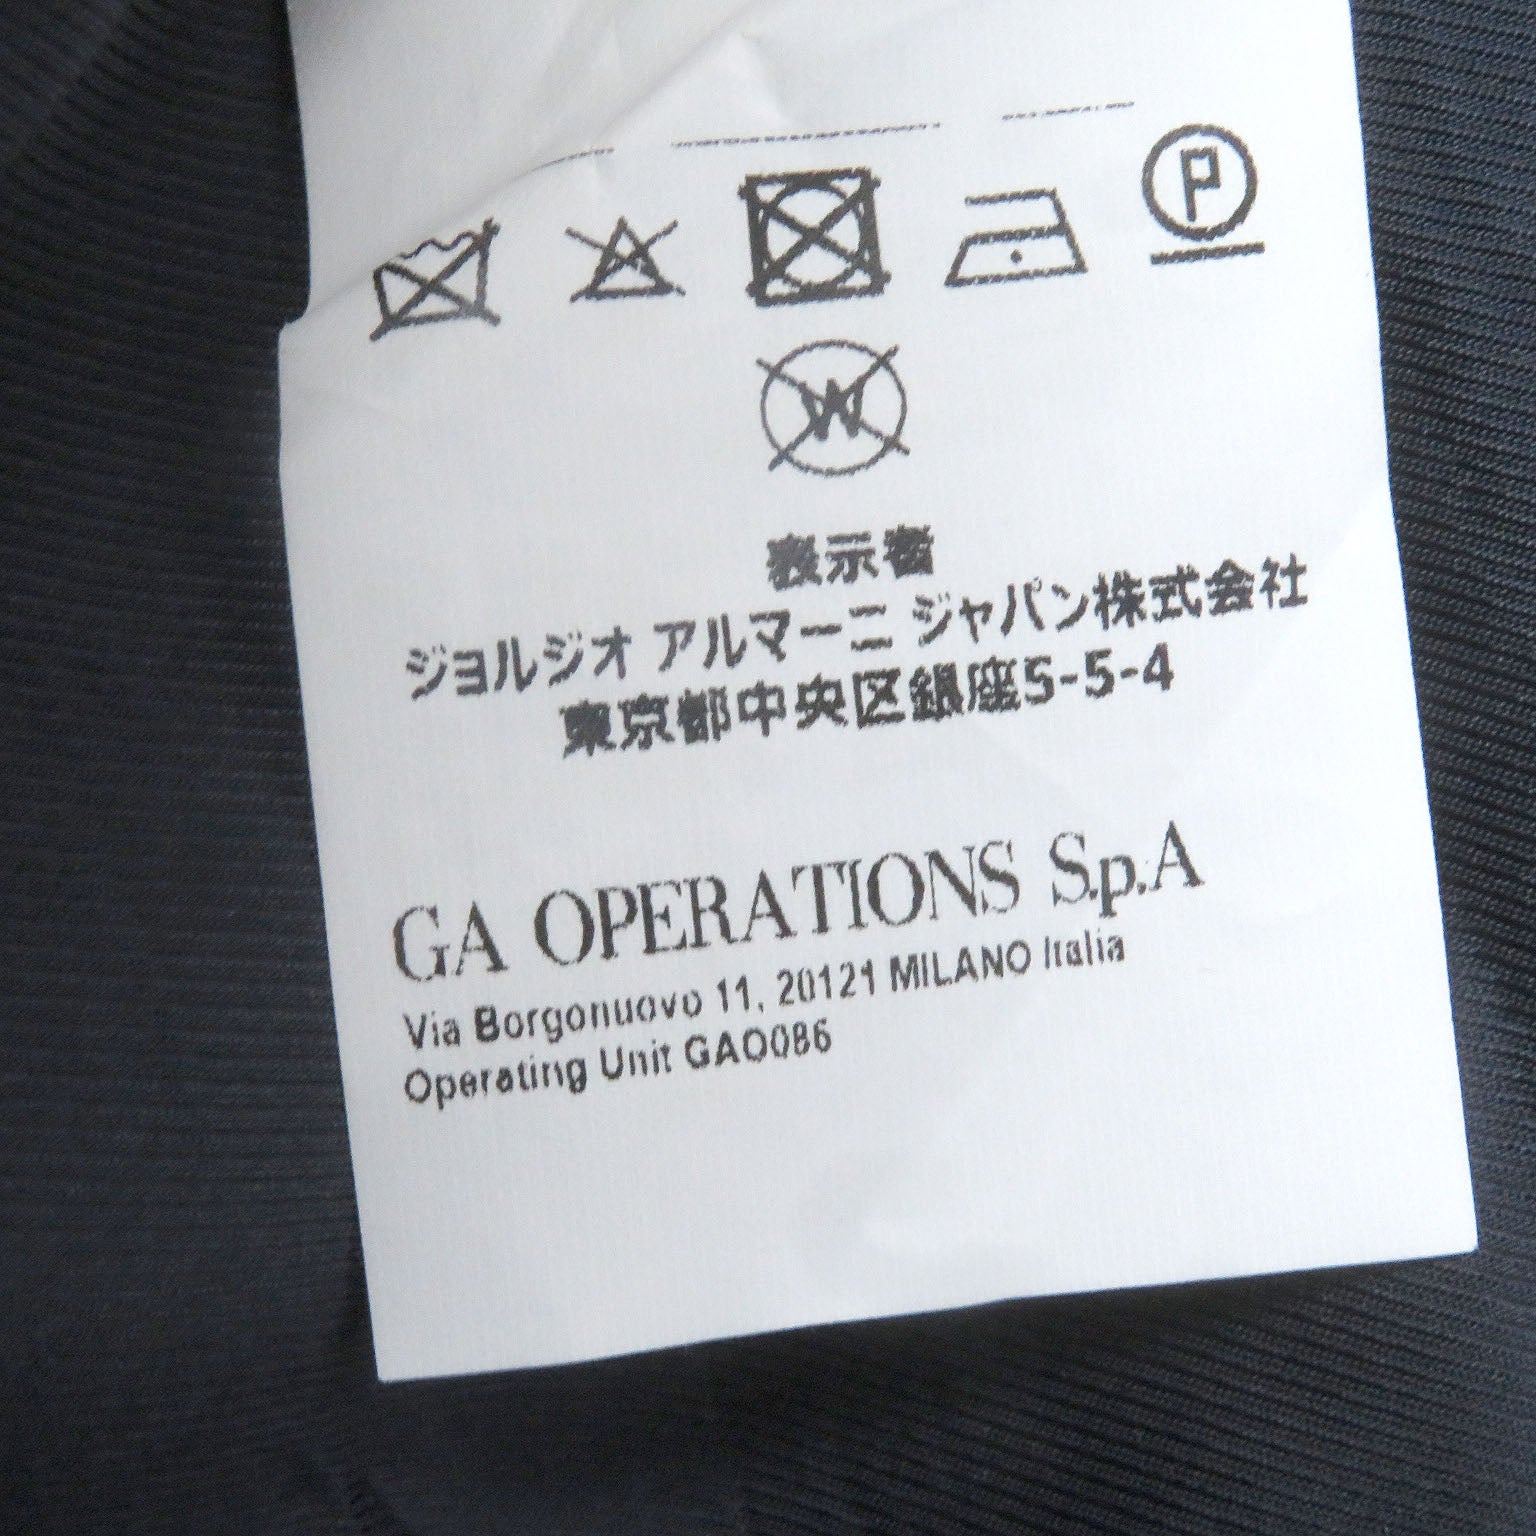 P
W
表示者
ジョルジオ アルマーニ ジャパン株式会社
東京都中央区銀座5-5-4
GA OPERATIONS S.p.A
Via Borgonuovo 11, 20121 MILANO Italia
Operating Unit GAO086